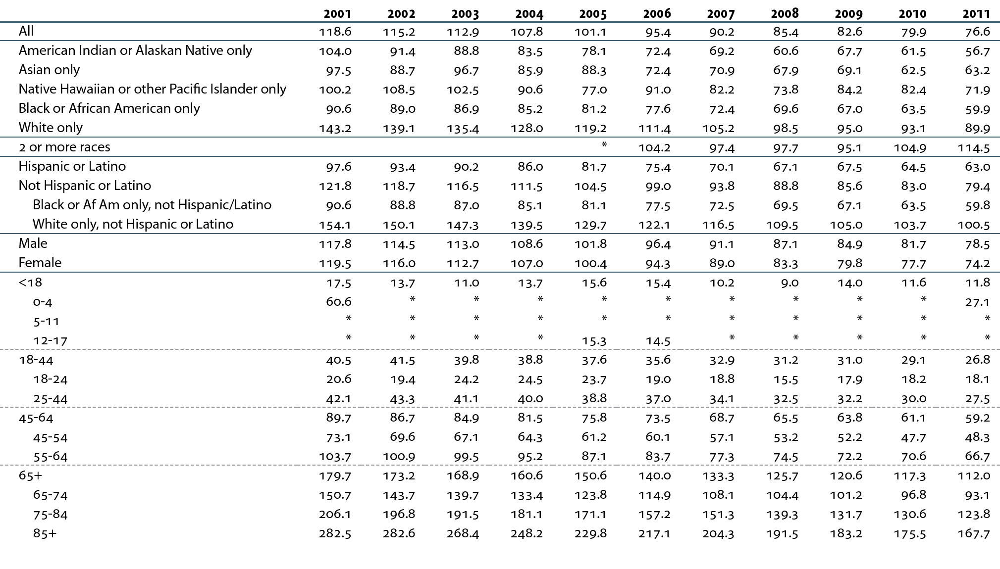 2001 2002 2003 2004 2005 2006 2007 2008 2009 2010 2011
All 118.6 115.2 112.9 107.8 101.1 95.4 90.2 85.4 82.6 79.9 76.6
American Indian or Alaskan Native only 104.0 91.4 88.8 83.5 78.1 72.4 69.2 60.6 67.7 61.5 56.7
Asian only 97.5 88.7 96.7 85.9 88.3 72.4 70.9 67.9 69.1 62.5 63.2
Native Hawaiian or other Pacific Islander only 100.2 108.5 102.5 90.6 77.0 91.0 82.2 73.8 84.2 82.4 71.9
Black or African American only 90.6 89.0 86.9 85.2 81.2 77.6 72.4 69.6 67.0 63.5 59.9
White only 143.2 139.1 135.4 128.0 119.2 111.4 105.2 98.5 95.0 93.1 89.9
2 or more races * 104.2 97.4 97.7 95.1 104.9 114.5
Hispanic or Latino 97.6 93.4 90.2 86.0 81.7 75.4 70.1 67.1 67.5 64.5 63.0
Not Hispanic or Latino 121.8 118.7 116.5 111.5 104.5 99.0 93.8 88.8 85.6 83.0 79.4
Black or Af Am only, not Hispanic/Latino 90.6 88.8 87.0 85.1 81.1 77.5 72.5 69.5 67.1 63.5 59.8
White only, not Hispanic or Latino 154.1 150.1 147.3 139.5 129.7 122.1 116.5 109.5 105.0 103.7 100.5
Male 117.8 114.5 113.0 108.6 101.8 96.4 91.1 87.1 84.9 81.7 78.5
Female 119.5 116.0 112.7 107.0 100.4 94.3 89.0 83.3 79.8 77.7 74.2
<18 17.5 13.7 11.0 13.7 15.6 15.4 10.2 9.0 14.0 11.6 11.8
0-4 60.6 * * * * * * * * * 27.1
5-11 * * * * * * * * * * *
12-17 * * * * 15.3 14.5 * * * * *
18-44 40.5 41.5 39.8 38.8 37.6 35.6 32.9 31.2 31.0 29.1 26.8
18-24 20.6 19.4 24.2 24.5 23.7 19.0 18.8 15.5 17.9 18.2 18.1
25-44 42.1 43.3 41.1 40.0 38.8 37.0 34.1 32.5 32.2 30.0 27.5
45-64 89.7 86.7 84.9 81.5 75.8 73.5 68.7 65.5 63.8 61.1 59.2
45-54 73.1 69.6 67.1 64.3 61.2 60.1 57.1 53.2 52.2 47.7 48.3
55-64 103.7 100.9 99.5 95.2 87.1 83.7 77.3 74.5 72.2 70.6 66.7
65+ 179.7 173.2 168.9 160.6 150.6 140.0 133.3 125.7 120.6 117.3 112.0
65-74 150.7 143.7 139.7 133.4 123.8 114.9 108.1 104.4 101.2 96.8 93.1
75-84 206.1 196.8 191.5 181.1 171.1 157.2 151.3 139.3 131.7 130.6 123.8
85+ 282.5 282.6 268.4 248.2 229.8 217.1 204.3 191.5 183.2 175.5 167.7